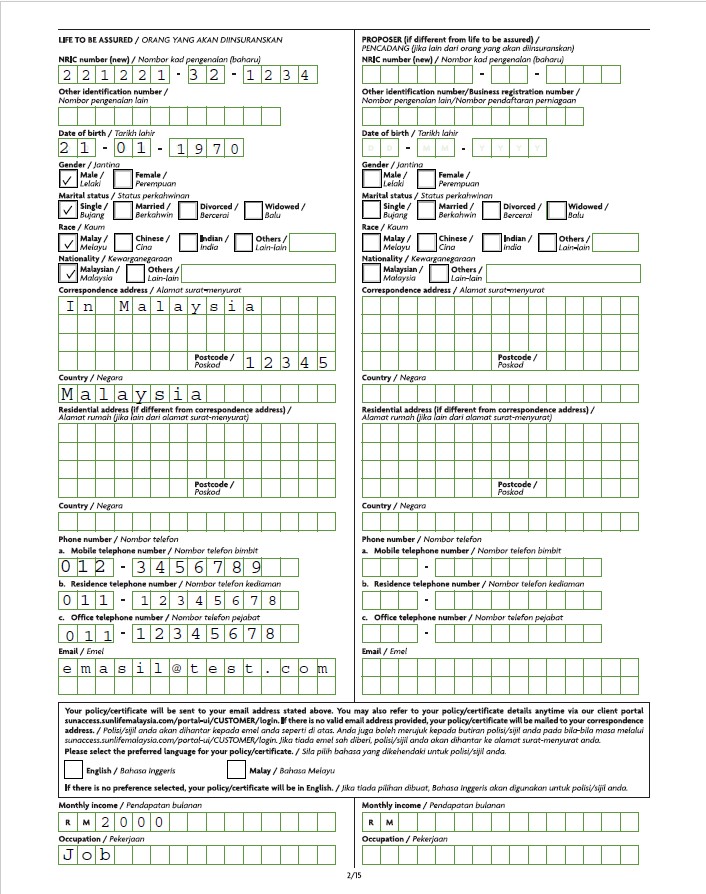 LIFE TO BE ASSURED / ORANG YANG AKAN DIINSURANSKAN
NRIC number (new) / Nombor kad pengenalan (baharu)
221221 - 32 - 1234
Other identification number /
Nombor pengenalan lain
Date of birth / Tarikh lahir
21 - 01 - 1970
Gender / Jantina
✓ Male / Lelaki Female / Perempuan
Marital status / Status perkahwinan
✓ Single / Bujang Married / Berkahwin Divorced / Bercerai Widowed / Balu
Race / Kaum
✓ Malay / Melayu Chinese / Cina Indian / India Others / Lain-lain
Nationality / Kewarganegaraan
✓ Malaysian / Malaysia Others / Lain-lain
Correspondence address / Alamat surat-menyurat
In Malaysia
Postcode / Poskod 12345
Country / Negara
Malaysia
Residential address (if different from correspondence address) /
Alamat rumah (jika lain dari alamat surat-menyurat)
Postcode / Poskod
Country / Negara
Phone number / Nombor telefon
a. Mobile telephone number / Nombor telefon bimbit
012 - 3456789
b. Residence telephone number / Nombor telefon kediaman
011 - 12345678
c. Office telephone number / Nombor telefon pejabat
011 - 12345678
Email / Emel
emasil@test.com
PROPOSER (if different from life to be assured) /
PENCADANG (jika lain dari orang yang akan diinsuranskan)
NRIC number (new) / Nombor kad pengenalan (baharu)
- -
Other identification number/Business registration number /
Nombor pengenalan lain/Nombor pendaftaran perniagaan
Date of birth / Tarikh lahir
DD - MM - YYYY
Gender / Jantina
Male / Lelaki Female / Perempuan
Marital status / Status perkahwinan
Single / Bujang Married / Berkahwin Divorced / Bercerai Widowed / Balu
Race / Kaum
Malay / Melayu Chinese / Cina Indian / India Others / Lain-lain
Nationality / Kewarganegaraan
Malaysian / Malaysia Others / Lain-lain
Correspondence address / Alamat surat-menyurat
Postcode / Poskod
Country / Negara
Residential address (if different from correspondence address) /
Alamat rumah (jika lain dari alamat surat-menyurat)
Postcode / Poskod
Country / Negara
Phone number / Nombor telefon
a. Mobile telephone number / Nombor telefon bimbit
-
b. Residence telephone number / Nombor telefon kediaman
-
c. Office telephone number / Nombor telefon pejabat
-
Email / Emel
Your policy/certificate will be sent to your email address stated above. You may also refer to your policy/certificate details anytime via our client portal
sunaccess.sunlifemalaysia.com/portal-ui/CUSTOMER/login. If there is no valid email address provided, your policy/certificate will be mailed to your correspondence
address. / Polisi/sijil anda akan dihantar kepada emel anda seperti di atas. Anda juga boleh merujuk kepada butiran polisi/sijil anda pada bila-bila masa melalui
sunaccess.sunlifemalaysia.com/portal-ui/CUSTOMER/login. Jika tiada emel sah diberi, polisi/sijil anda akan dihantar ke alamat surat-menyurat anda.
Please select the preferred language for your policy/certificate. / Sila pilih bahasa yang dikehendaki untuk polisi/sijil anda.
English / Bahasa Inggeris Malay / Bahasa Melayu
If there is no preference selected, your policy/certificate will be in English. / Jika tiada pilihan dibuat, Bahasa Inggeris akan digunakan untuk polisi/sijil anda.
Monthly income / Pendapatan bulanan
RM 2000
Occupation / Pekerjaan
Job
Monthly income / Pendapatan bulanan
RM
Occupation / Pekerjaan
2/15